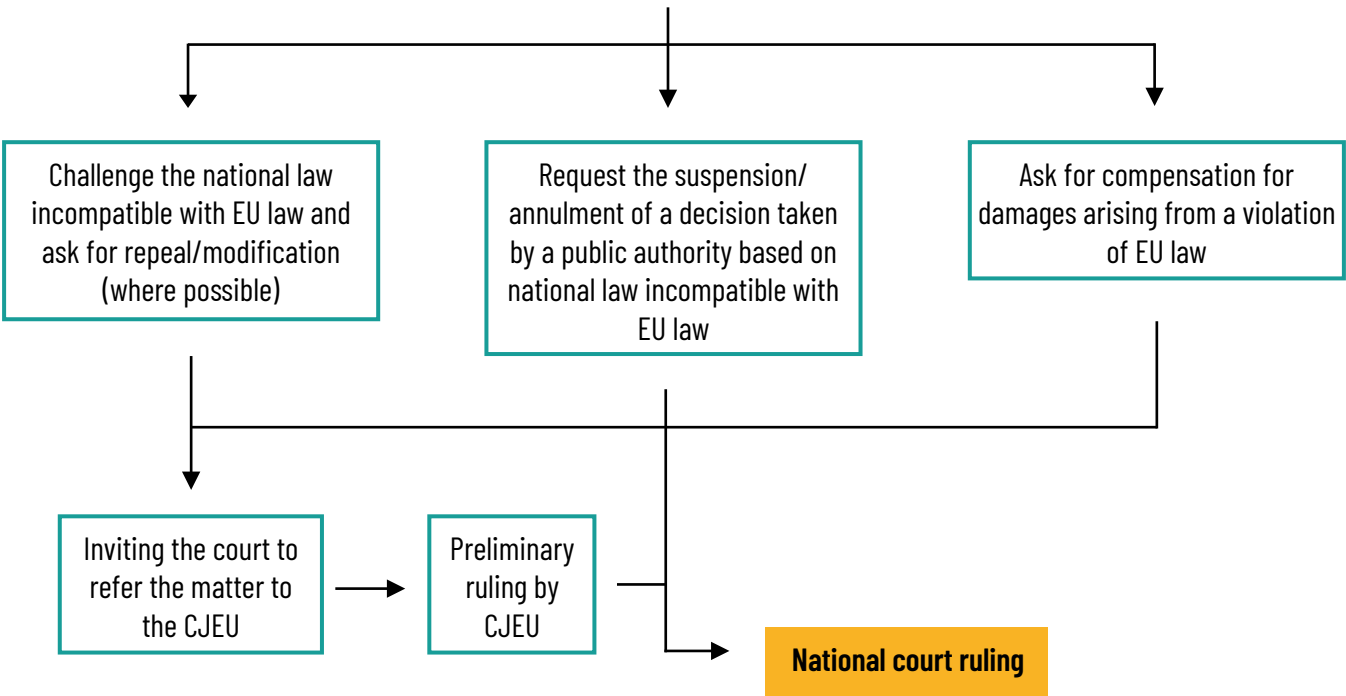 Challenge the national law
incompatible with EU law and
ask for repeal/modification
(where possible)
Request the suspension/
annulment of a decision taken
by a public authority based on
national law incompatible with
EU law
Ask for compensation for
damages arising from a violation
of EU law
Inviting the court to
refer the matter to
the CJEU
Preliminary
ruling by
CJEU
National court ruling